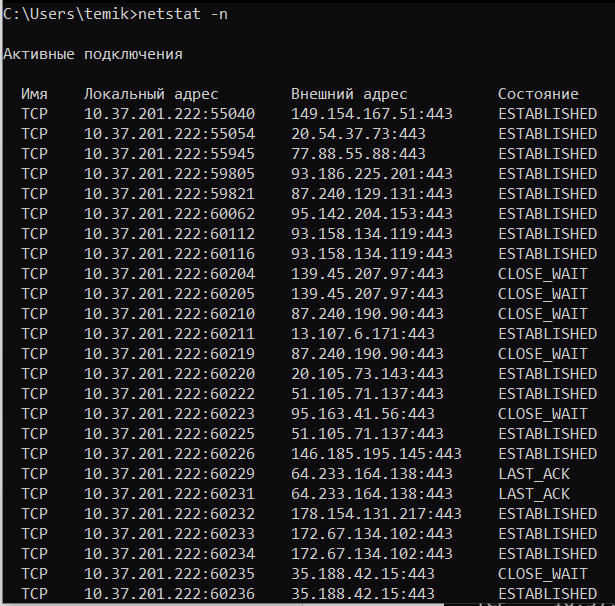 C:\Users\temik>netstat -n
Активные подключения
Имя Локальный адрес Внешний адрес Состояние
TCP 10.37.201.222:55040 149.154.167.51:443 ESTABLISHED
TCP 10.37.201.222:55054 20.54.37.73:443 ESTABLISHED
TCP 10.37.201.222:55945 77.88.55.88:443 ESTABLISHED
TCP 10.37.201.222:59805 93.186.225.201:443 ESTABLISHED
TCP 10.37.201.222:59821 87.240.129.131:443 ESTABLISHED
TCP 10.37.201.222:60062 95.142.204.153:443 ESTABLISHED
TCP 10.37.201.222:60112 93.158.134.119:443 ESTABLISHED
TCP 10.37.201.222:60116 93.158.134.119:443 ESTABLISHED
TCP 10.37.201.222:60204 139.45.207.97:443 CLOSE_WAIT
TCP 10.37.201.222:60205 139.45.207.97:443 CLOSE_WAIT
TCP 10.37.201.222:60210 87.240.190.90:443 CLOSE_WAIT
TCP 10.37.201.222:60211 13.107.6.171:443 ESTABLISHED
TCP 10.37.201.222:60219 87.240.190.90:443 CLOSE_WAIT
TCP 10.37.201.222:60220 20.105.73.143:443 ESTABLISHED
TCP 10.37.201.222:60222 51.105.71.137:443 ESTABLISHED
TCP 10.37.201.222:60223 95.163.41.56:443 CLOSE_WAIT
TCP 10.37.201.222:60225 51.105.71.137:443 ESTABLISHED
TCP 10.37.201.222:60226 146.185.195.145:443 ESTABLISHED
TCP 10.37.201.222:60229 64.233.164.138:443 LAST_ACK
TCP 10.37.201.222:60231 64.233.164.138:443 LAST_ACK
TCP 10.37.201.222:60232 178.154.131.217:443 ESTABLISHED
TCP 10.37.201.222:60233 172.67.134.102:443 ESTABLISHED
TCP 10.37.201.222:60234 172.67.134.102:443 ESTABLISHED
TCP 10.37.201.222:60235 35.188.42.15:443 CLOSE_WAIT
TCP 10.37.201.222:60236 35.188.42.15:443 ESTABLISHED